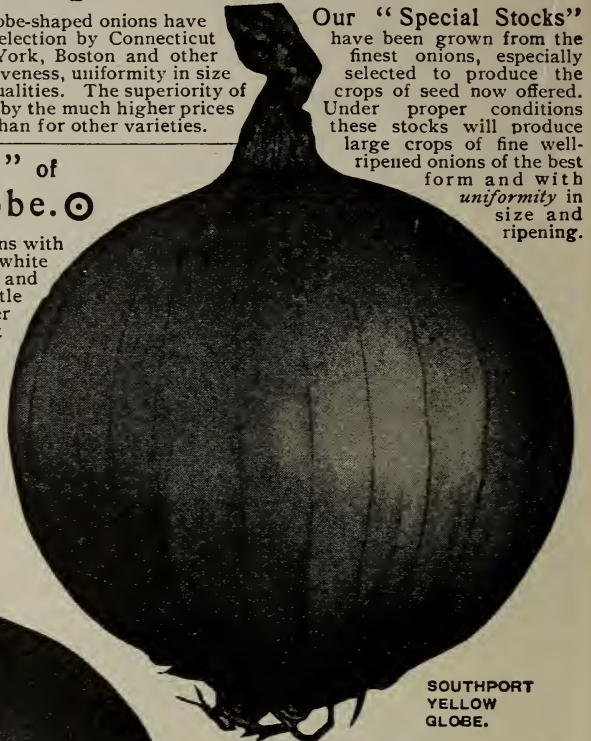 obe-shaped onions have
election by Connecticut
York, Boston and other
veness, uniformity in size
ualities. The superiority of
by the much higher prices
han for other varieties.
” of
be.⊙
ns with
white
and
tle
er
Our “Special Stocks”
have been grown from the
finest onions, especially
selected to produce the
crops of seed now offered.
Under proper conditions
these stocks will produce
large crops of fine well-
ripened onions of the best
form and with
uniformity in
size and
ripening.
SOUTHPORT
YELLOW
GLOBE.